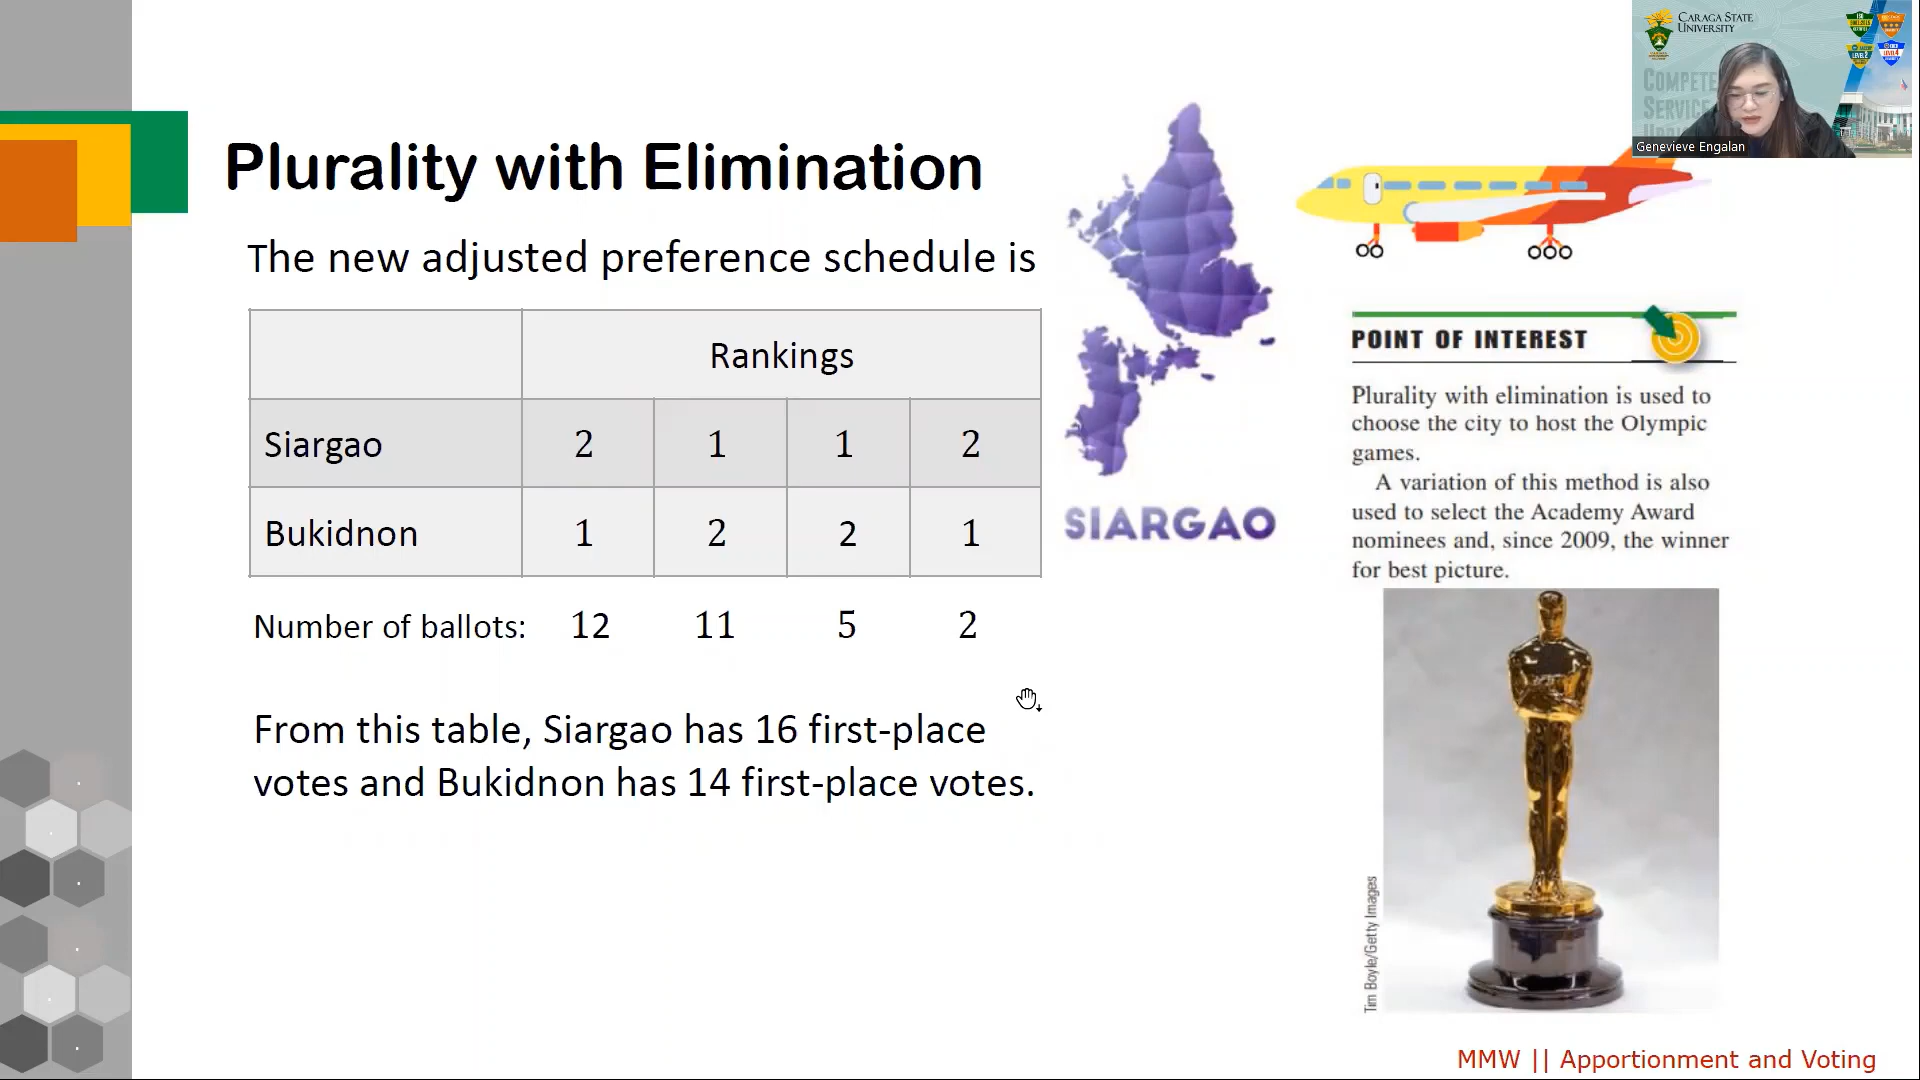 CARAGA STATE
UNIVERSITY
COMPETE
SERVICE
Genevieve Engalan
Plurality with Elimination
The new adjusted preference schedule is
Rankings
Siargao 2 1 1 2
Bukidnon 1 2 2 1
Number of ballots: 12 11 5 2
From this table, Siargao has 16 first-place
votes and Bukidnon has 14 first-place votes.
SIARGAO
POINT OF INTEREST
Plurality with elimination is used to
choose the city to host the Olympic
games.
A variation of this method is also
used to select the Academy Award
nominees and, since 2009, the winner
for best picture.
Tim Boyle/Getty Images
MMW || Apportionment and Voting